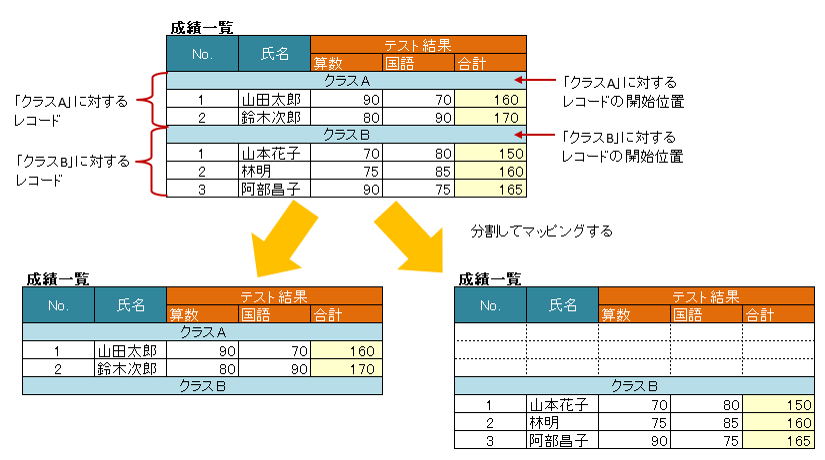 成績一覧
No. 氏名 テスト結果
算数 国語 合計
クラスA
1 山田太郎 90 70 160
2 鈴木次郎 80 90 170
クラスB
1 山本花子 70 80 150
2 林明 75 85 160
3 阿部昌子 90 75 165
「クラスA」に対する
レコード
「クラスB」に対する
レコード
「クラスA」に対する
レコードの開始位置
「クラスB」に対する
レコードの開始位置
分割してマッピングする
成績一覧
No. 氏名 テスト結果
算数 国語 合計
クラスA
1 山田太郎 90 70 160
2 鈴木次郎 80 90 170
クラスB
成績一覧
No. 氏名 テスト結果
算数 国語 合計
クラスB
1 山本花子 70 80 150
2 林明 75 85 160
3 阿部昌子 90 75 165